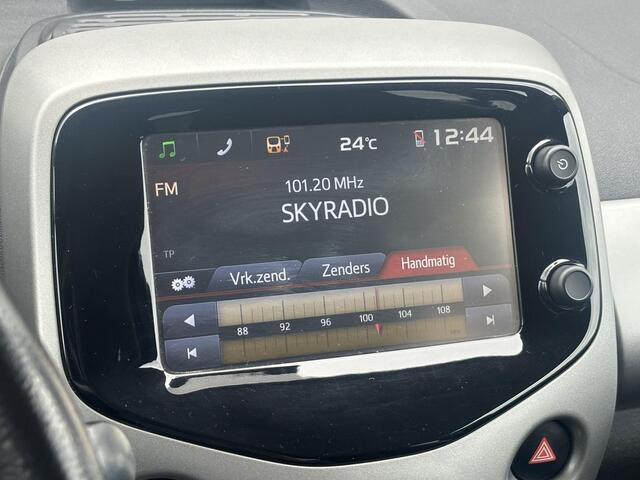 24°C 12:44
FM
101.20 MHz
SKYRADIO
TP
Vrk.zend. Zenders Handmatig
88 92 96 100 104 108